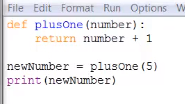 File Edit Format Run Options W
def plusOne(number):
    return number + 1
newNumber = plusOne(5)
print(newNumber)